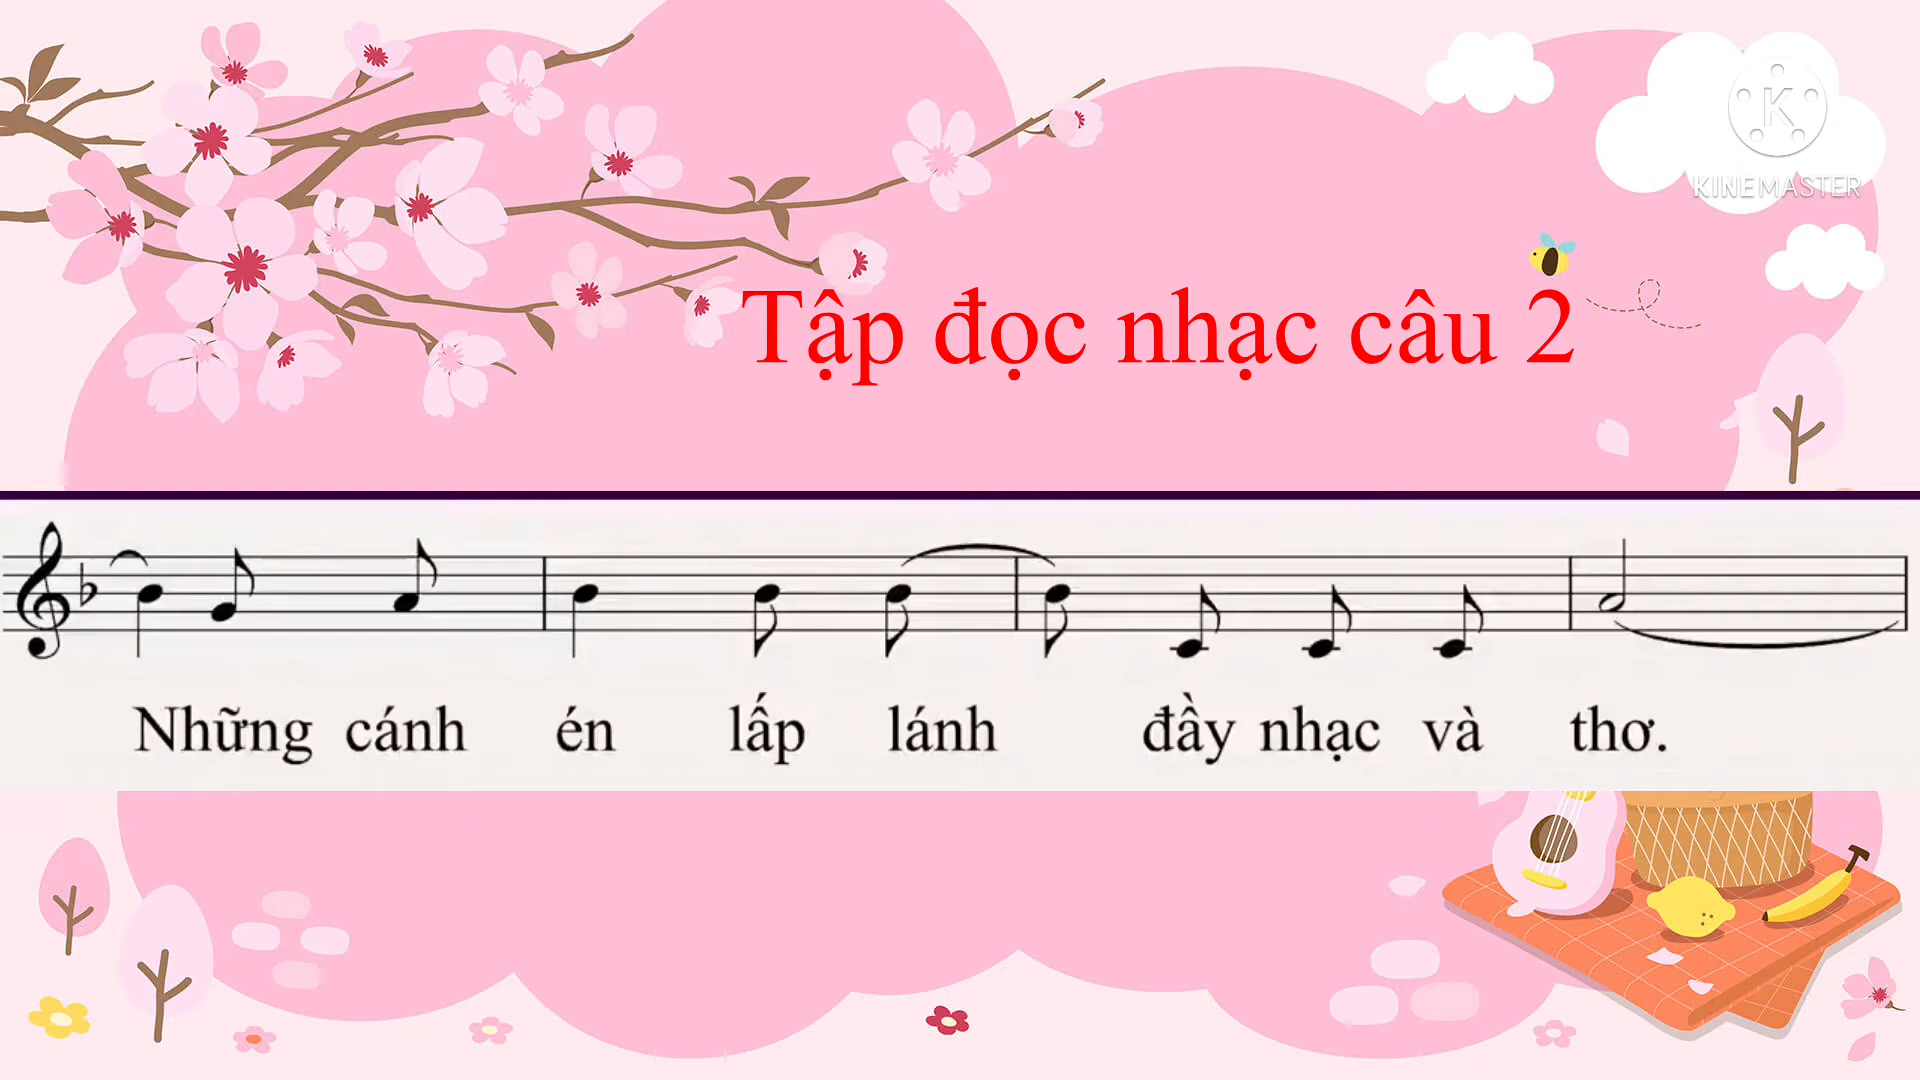 K
KINEMASTER
Tập đọc nhạc câu 2
Những cánh én lấp lánh đầy nhạc và thơ.